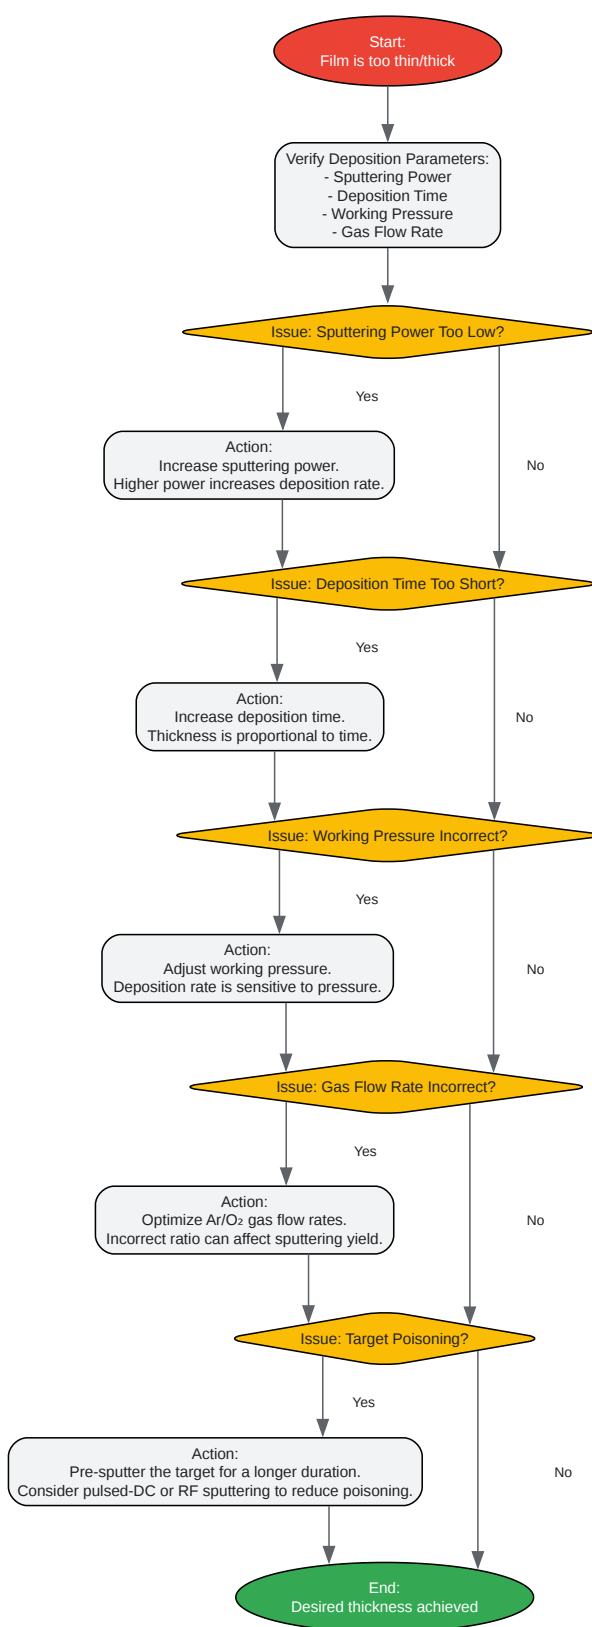 Start:
Film is too thin/thick
Verify Deposition Parameters:
- Sputtering Power
- Deposition Time
- Working Pressure
- Gas Flow Rate
Issue: Sputtering Power Too Low?
Yes
Action:
Increase sputtering power.
Higher power increases deposition rate.
No
Issue: Deposition Time Too Short?
Yes
Action:
Increase deposition time.
Thickness is proportional to time.
No
Issue: Working Pressure Incorrect?
Yes
Action:
Adjust working pressure.
Deposition rate is sensitive to pressure.
No
Issue: Gas Flow Rate Incorrect?
Yes
Action:
Optimize Ar/O₂ gas flow rates.
Incorrect ratio can affect sputtering yield.
No
Issue: Target Poisoning?
Yes
Action:
Pre-sputter the target for a longer duration.
Consider pulsed-DC or RF sputtering to reduce poisoning.
No
End:
Desired thickness achieved